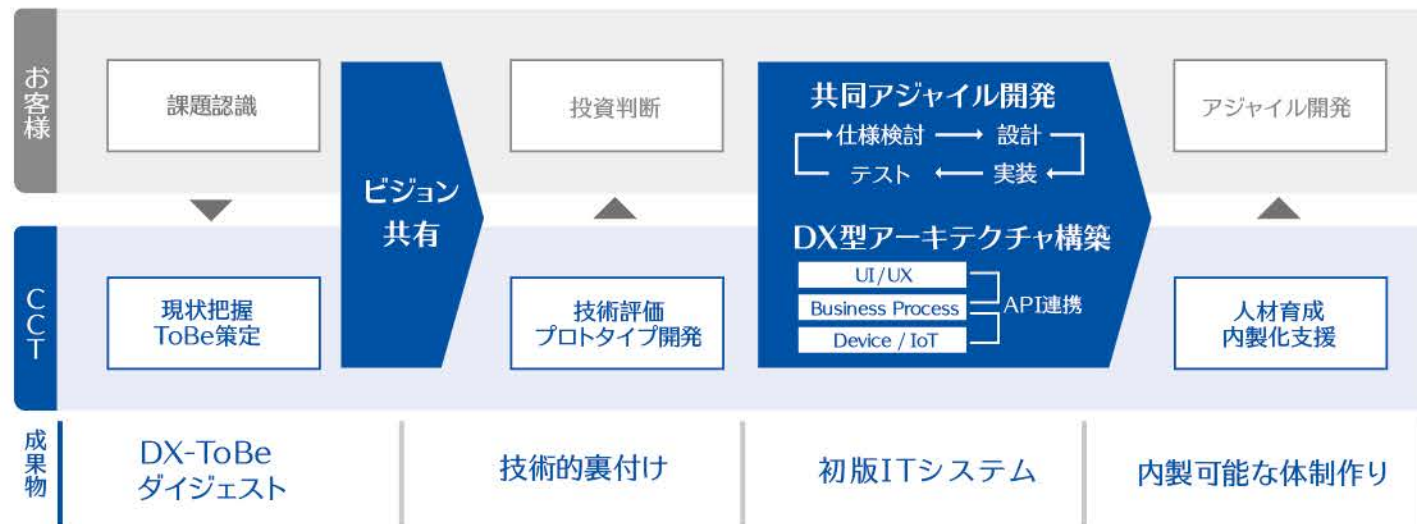 お客様
課題認識
ビジョン
共有
投資判断
共同アジャイル開発
仕様検討
設計
テスト
実装
アジャイル開発
CCT
現状把握
ToBe策定
技術評価
プロトタイプ開発
DX型アーキテクチャ構築
UI/UX
Business Process
Device / IoT
API連携
人材育成
内製化支援
成果物
DX-ToBe
ダイジェスト
技術的裏付け
初版ITシステム
内製可能な体制作り